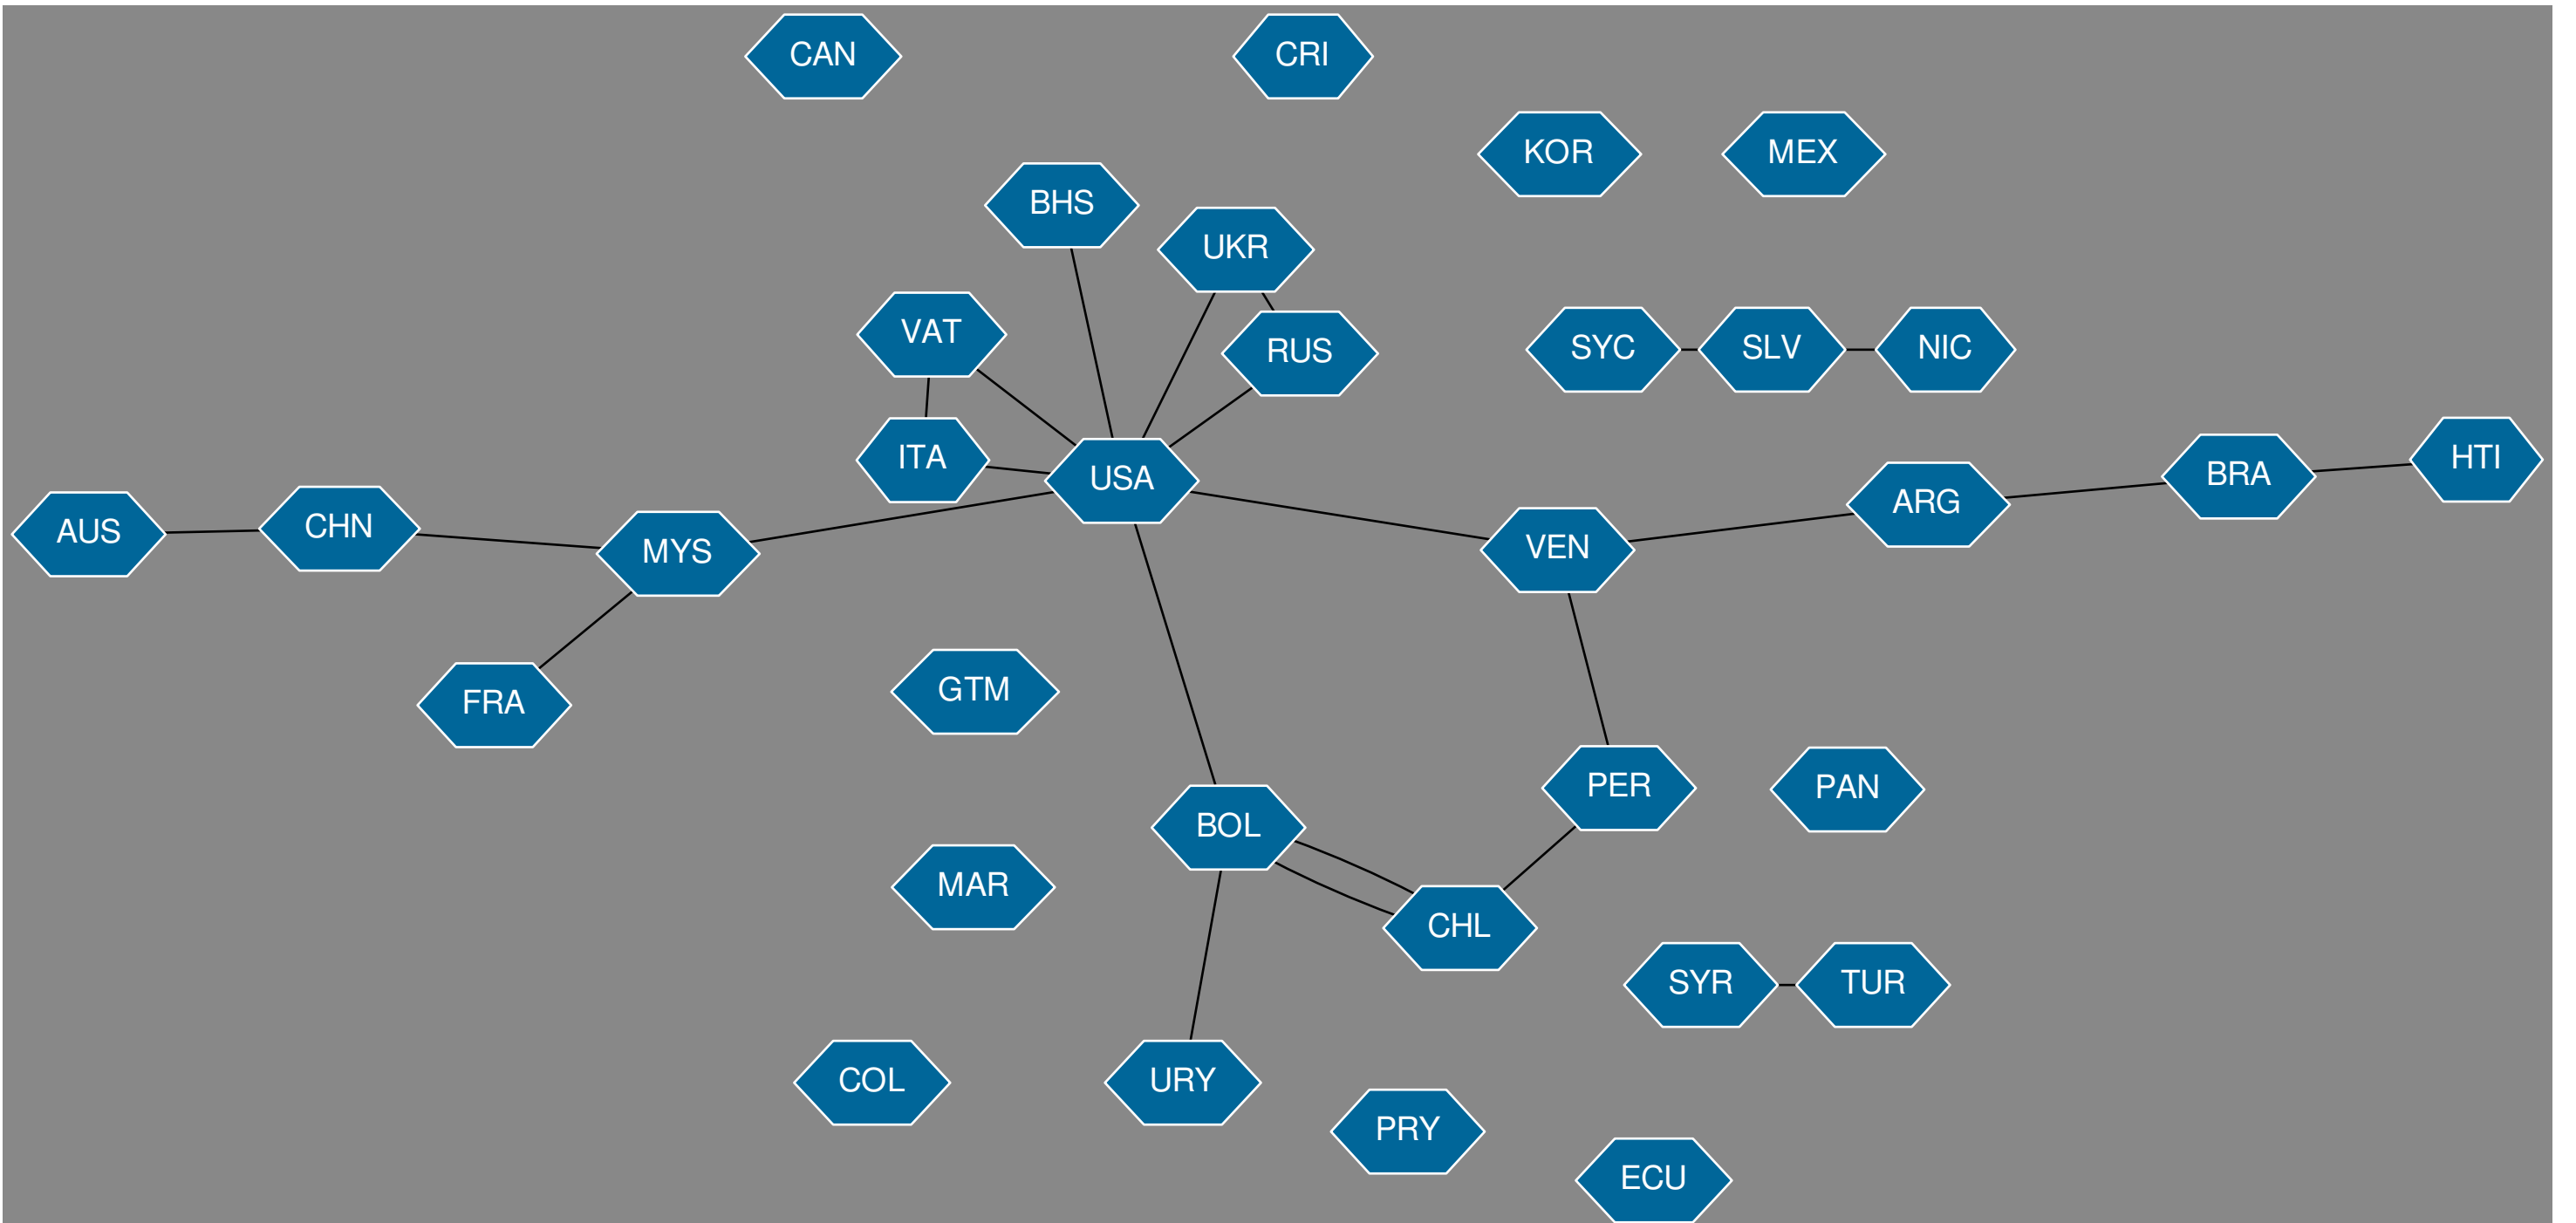 CAN
CRI
KOR
MEX
BHS
UKR
VAT
RUS
SYC
SLV
NIC
ITA
USA
HTI
BRA
ARG
AUS
CHN
MYS
VEN
GTM
FRA
PER
PAN
BOL
MAR
CHL
SYR
TUR
COL
URY
PRY
ECU